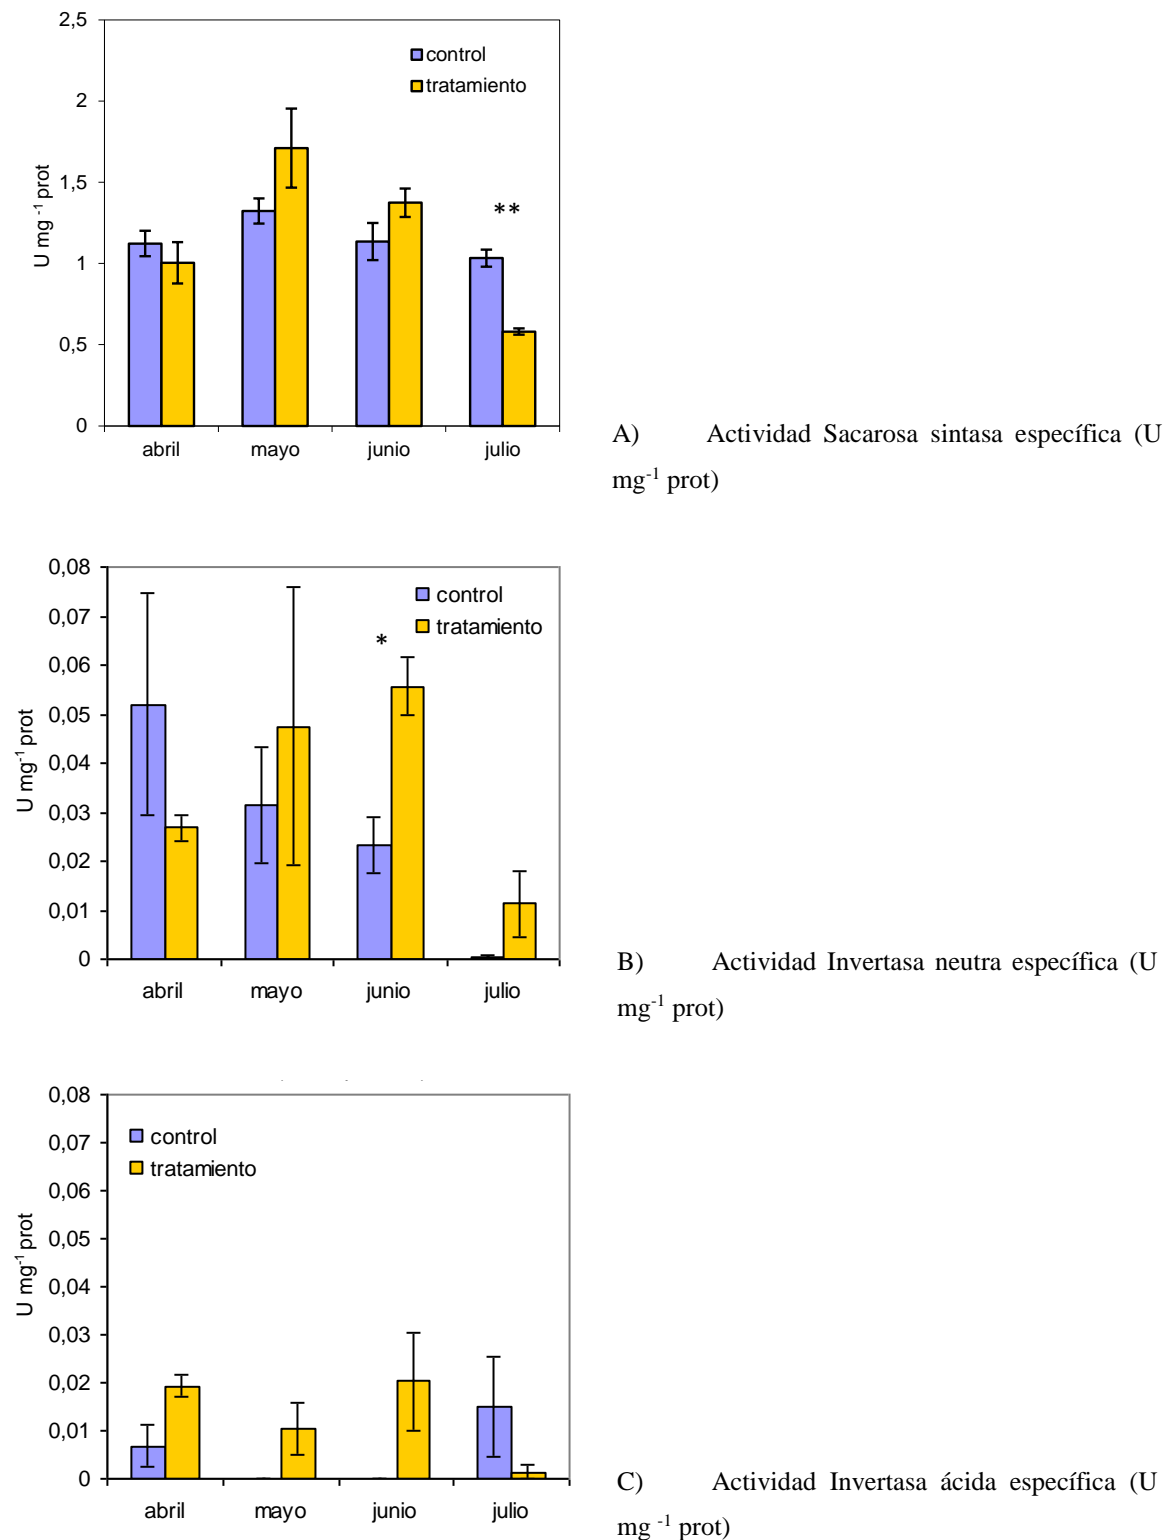 2,5
control
tratamiento
2
1,5
**
1
0,5
0
U mg -1 prot
abril mayo junio julio
A) Actividad Sacarosa sintasa específica (U
mg-1 prot)
0,08
control
0,07
tratamiento
*
0,06
0,05
0,04
0,03
0,02
0,01
0
U mg-1 prot
abril mayo junio julio
B) Actividad Invertasa neutra específica (U
mg-1 prot)
0,08
control
0,07
tratamiento
0,06
0,05
0,04
0,03
0,02
0,01
0
U mg-1 prot
abril mayo junio julio
C) Actividad Invertasa ácida específica (U
mg -1 prot)